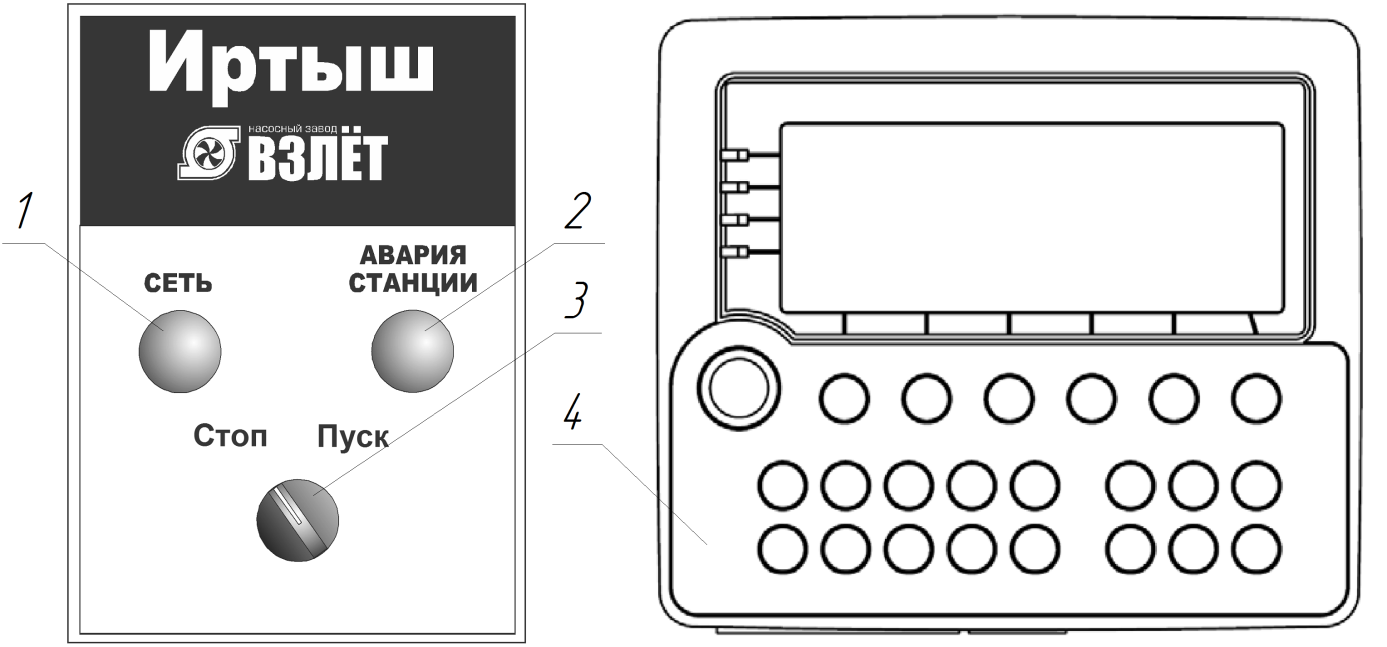 Иртыш
насосный завод
ВЗЛЁТ
1
2
АВАРИЯ
СТАНЦИИ
СЕТЬ
3
Стоп Пуск
4